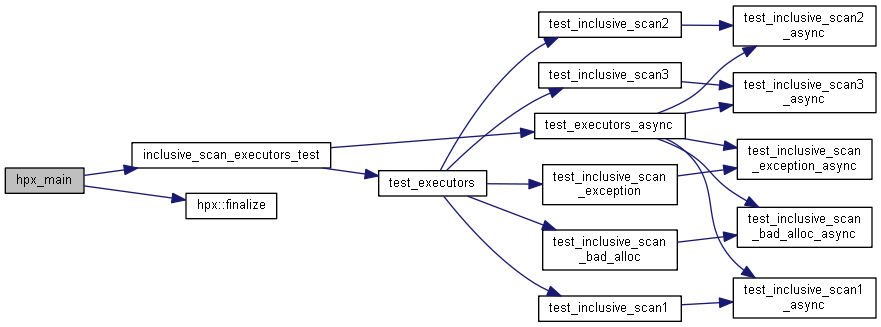 hpx_main
inclusive_scan_executors_test
hpx::finalize
test_executors
test_inclusive_scan2
test_inclusive_scan3
test_executors_async
test_inclusive_scan
_exception
test_inclusive_scan
_bad_alloc
test_inclusive_scan1
test_inclusive_scan2
_async
test_inclusive_scan3
_async
test_inclusive_scan
_exception_async
test_inclusive_scan
_bad_alloc_async
test_inclusive_scan1
_async